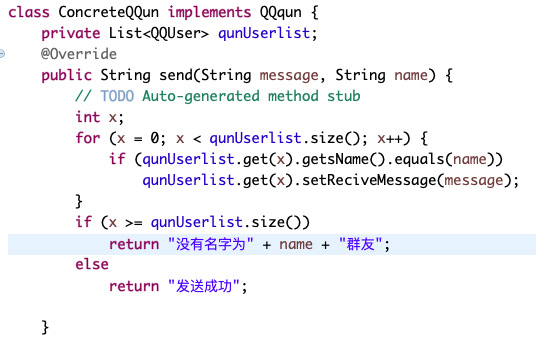 class ConcreteQQun implements QQqun {
    private List<QQUser> qunUserlist;
    @Override
    public String send(String message, String name) {
        // TODO Auto-generated method stub
        int x;
        for (x = 0; x < qunUserlist.size(); x++) {
            if (qunUserlist.get(x).getsName().equals(name))
                qunUserlist.get(x).setReciveMessage(message);
        }
        if (x >= qunUserlist.size())
            return "没有名字为" + name + "群友";
        else
            return "发送成功";
    }